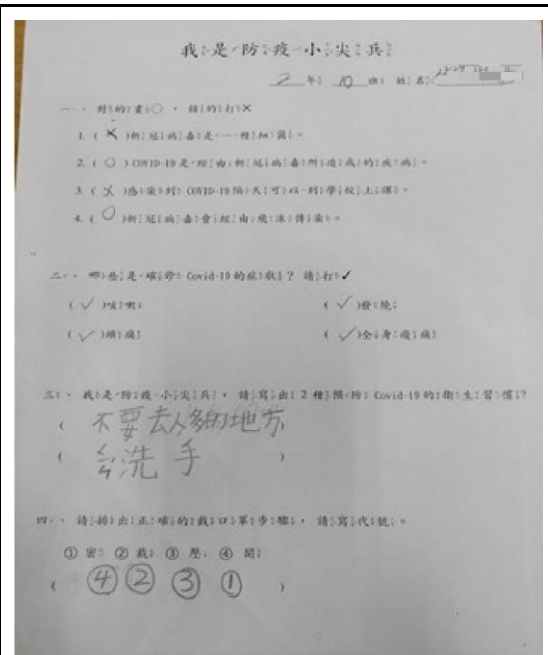 我是防疫小尖兵
2 年 10 班 姓名:
一、對的畫○，錯的打✕
1. ( ✕ )新冠病毒是一種細菌。
2. ( ○ )COVID-19是經由新冠病毒所造成的疾病。
3. ( ✕ )感染到COVID-19隔天可以到學校上課。
4. ( ○ )新冠病毒會經由飛沫傳染。
二、哪些是確診Covid-19的症狀? 請打✓
( ✓ )咳嗽 ( ✓ )發燒
( ✓ )頭痛 ( ✓ )全身痠痛
三、我是防疫小尖兵，請寫出2種預防Covid-19的衛生習慣?
( 不要去人多的地方
( 洗手 )
四、請排出正確的戴口罩步驟，請寫代號。
① 密 ② 戴 ③ 壓 ④ 開
( ④ ② ③ ① )